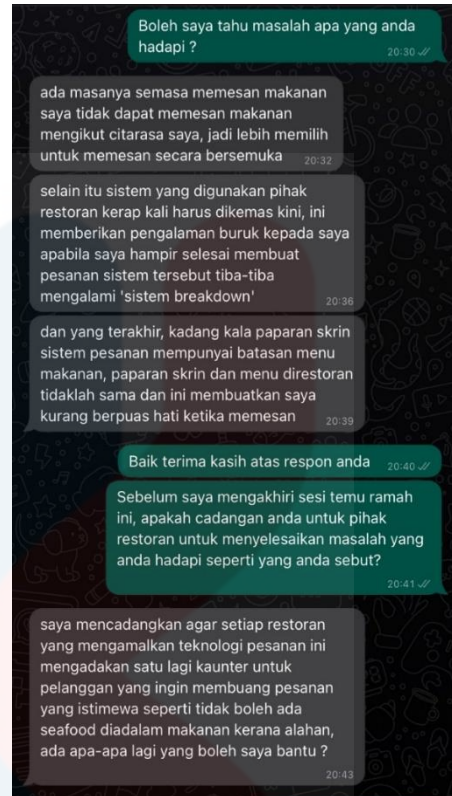 Boleh saya tahu masalah apa yang anda
hadapi ?
20:30
ada masanya semasa memesan makanan
saya tidak dapat memesan makanan
mengikut citarasa saya, jadi lebih memilih
untuk memesan secara bersemuka
20:32
selain itu sistem yang digunakan pihak
restoran kerap kali harus dikemas kini, ini
memberikan pengalaman buruk kepada saya
apabila saya hampir selesai membuat
pesanan sistem tersebut tiba-tiba
mengalami 'sistem breakdown'
20:36
dan yang terakhir, kadang kala paparan skrin
sistem pesanan mempunyai batasan menu
makanan, paparan skrin dan menu direstoran
tidaklah sama dan ini membuatkan saya
kurang berpuas hati ketika memesan
20:39
Baik terima kasih atas respon anda
20:40
Sebelum saya mengakhiri sesi temu ramah
ini, apakah cadangan anda untuk pihak
restoran untuk menyelesaikan masalah yang
anda hadapi seperti yang anda sebut?
20:41
saya mencadangkan agar setiap restoran
yang mengamalkan teknologi pesanan ini
mengadakan satu lagi kaunter untuk
pelanggan yang ingin membuang pesanan
yang istimewa seperti tidak boleh ada
seafood diadalam makanan kerana alahan,
ada apa-apa lagi yang boleh saya bantu ?
20:43